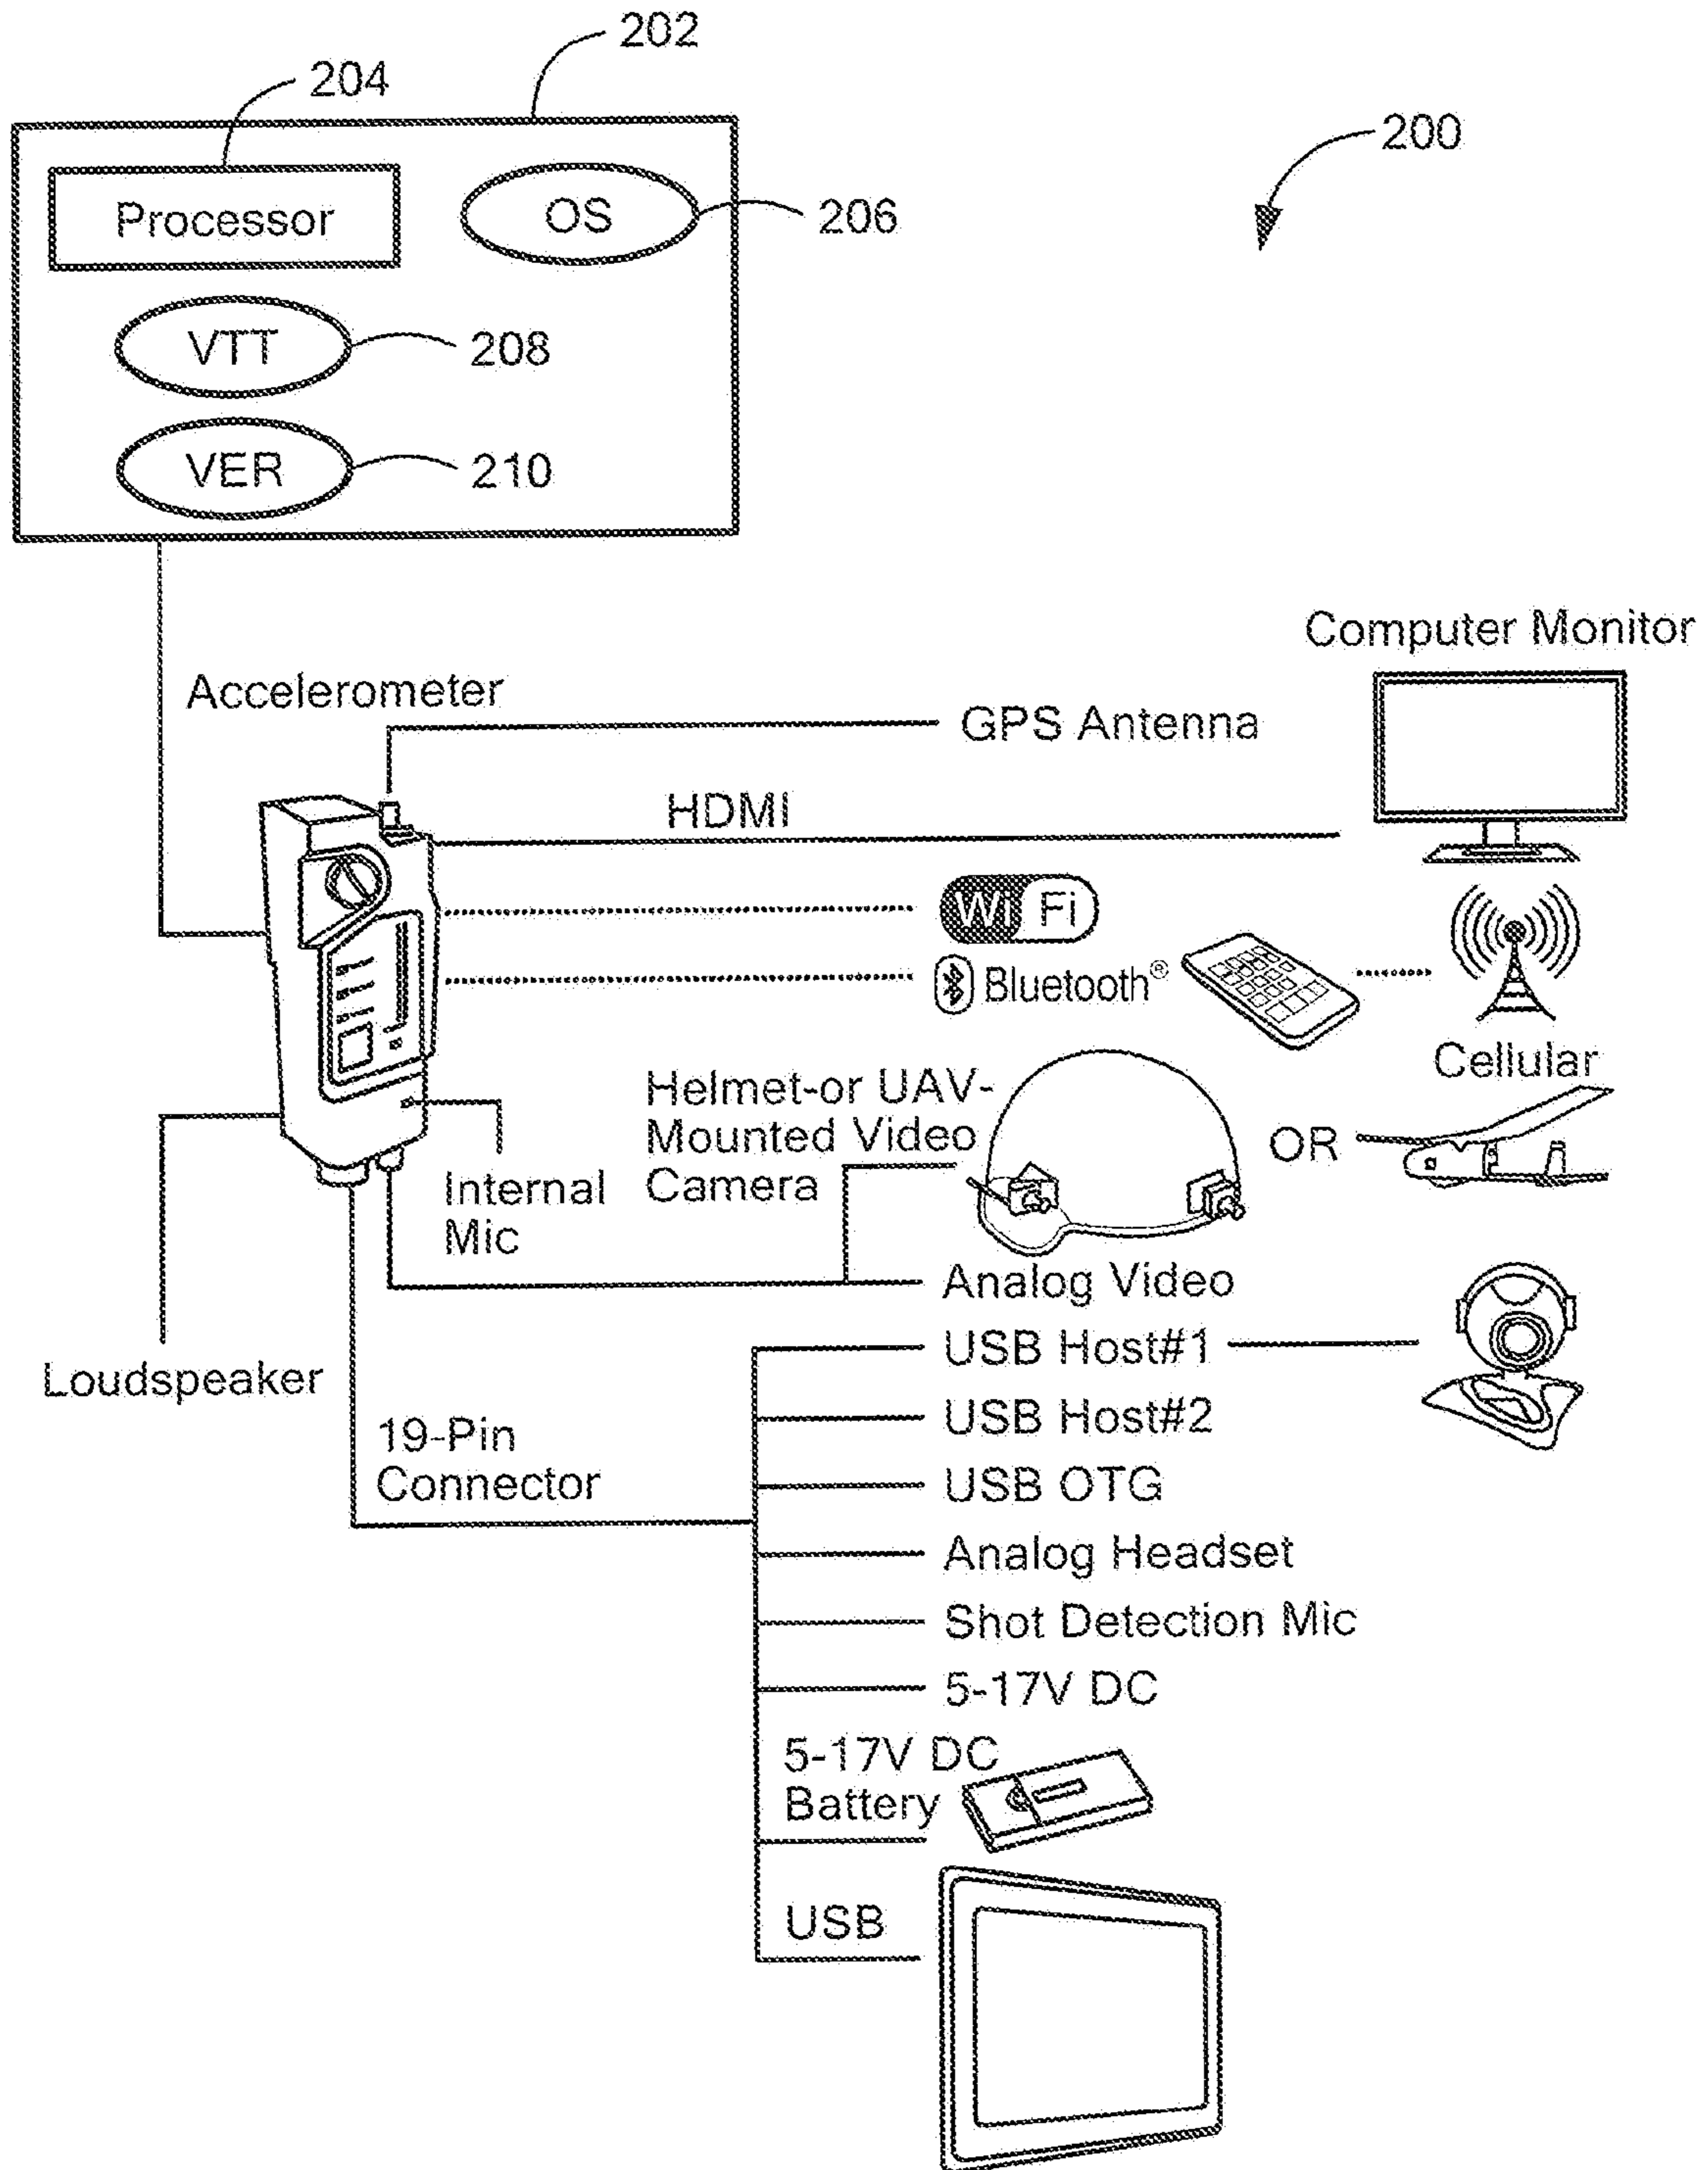 202
204
200
Processor
OS
206
VTT
208
VER
210
Computer Monitor
Accelerometer
GPS Antenna
HDMI
Wi Fi
Bluetooth®
Cellular
Helmet-or UAV-
Mounted Video
Camera
OR
Internal
Mic
Analog Video
USB Host#1
Loudspeaker
USB Host#2
19-Pin
Connector
USB OTG
Analog Headset
Shot Detection Mic
5-17V DC
5-17V DC
Battery
USB